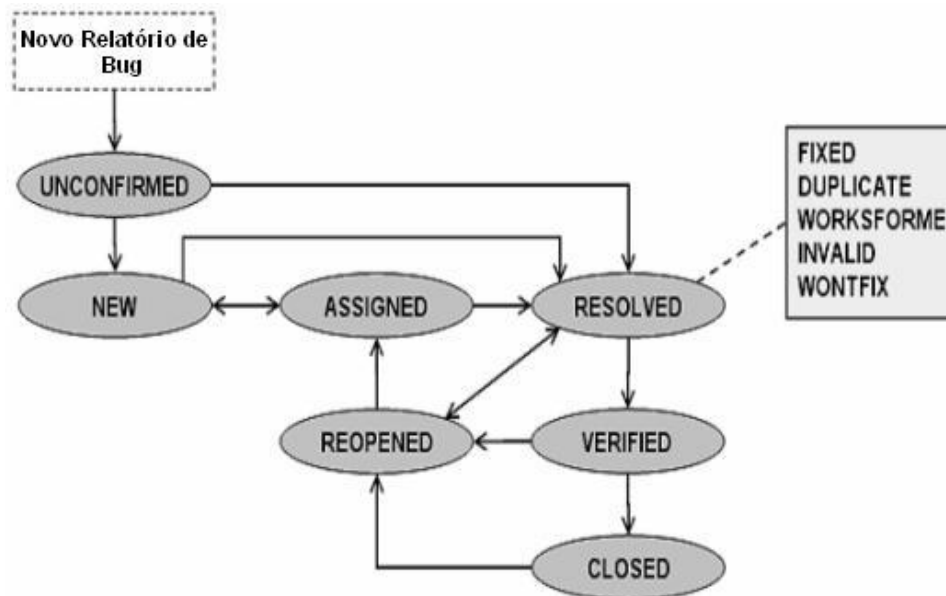 Novo Relatório de
Bug
UNCONFIRMED
FIXED
DUPLICATE
WORKSFORME
INVALID
WONTFIX
NEW
ASSIGNED
RESOLVED
REOPENED
VERIFIED
CLOSED